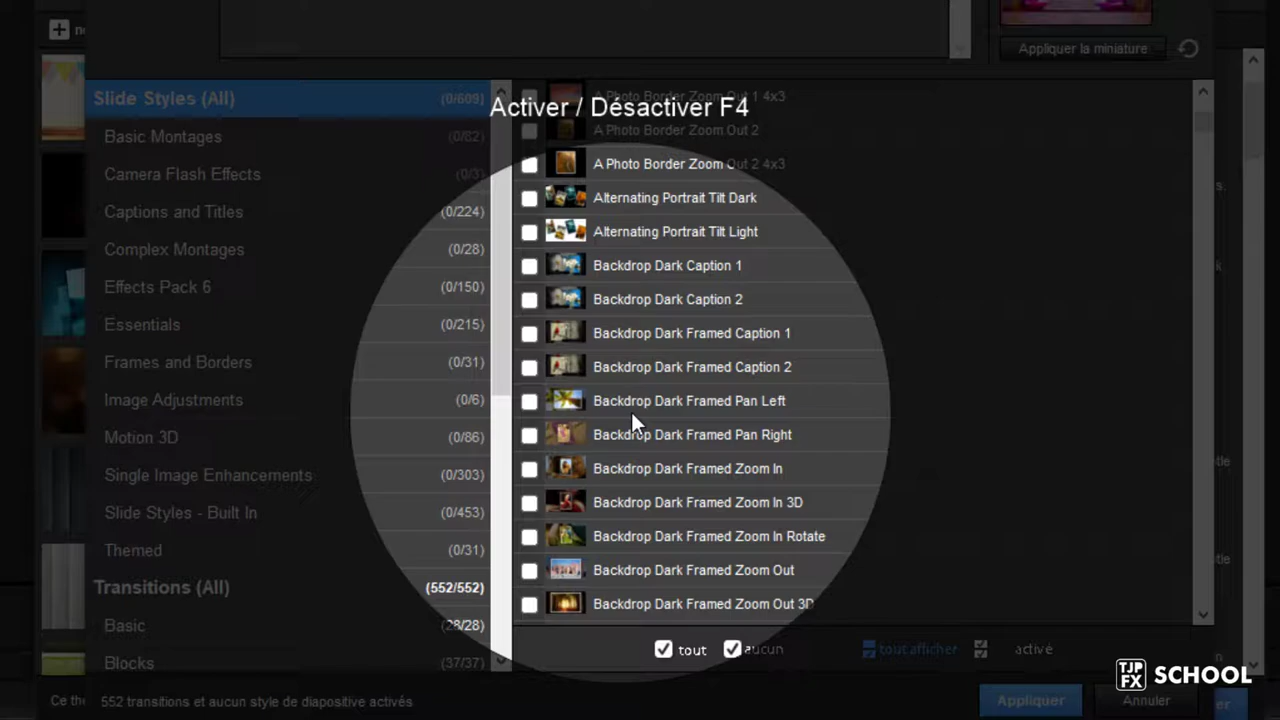 Appliquer la miniature
Activer / Désactiver F4
Slide Styles (All) (0/609)
Basic Montages (0/82)
Camera Flash Effects (0/3)
Captions and Titles (0/224)
Complex Montages (0/28)
Effects Pack 6 (0/150)
Essentials (0/215)
Frames and Borders (0/31)
Image Adjustments (0/6)
Motion 3D (0/86)
Single Image Enhancements (0/303)
Slide Styles - Built In (0/453)
Themed (0/31)
Transitions (All) (552/552)
Basic (28/28)
Blocks (37/37)
A Photo Border Zoom Out 1 4x3
A Photo Border Zoom Out 2
A Photo Border Zoom Out 2 4x3
Alternating Portrait Tilt Dark
Alternating Portrait Tilt Light
Backdrop Dark Caption 1
Backdrop Dark Caption 2
Backdrop Dark Framed Caption 1
Backdrop Dark Framed Caption 2
Backdrop Dark Framed Pan Left
Backdrop Dark Framed Pan Right
Backdrop Dark Framed Zoom In
Backdrop Dark Framed Zoom In 3D
Backdrop Dark Framed Zoom In Rotate
Backdrop Dark Framed Zoom Out
Backdrop Dark Framed Zoom Out 3D
tout aucun tout afficher activé
Ce th 552 transitions et aucun style de diapositive activés
Appliquer Annuler
TJP FX SCHOOL